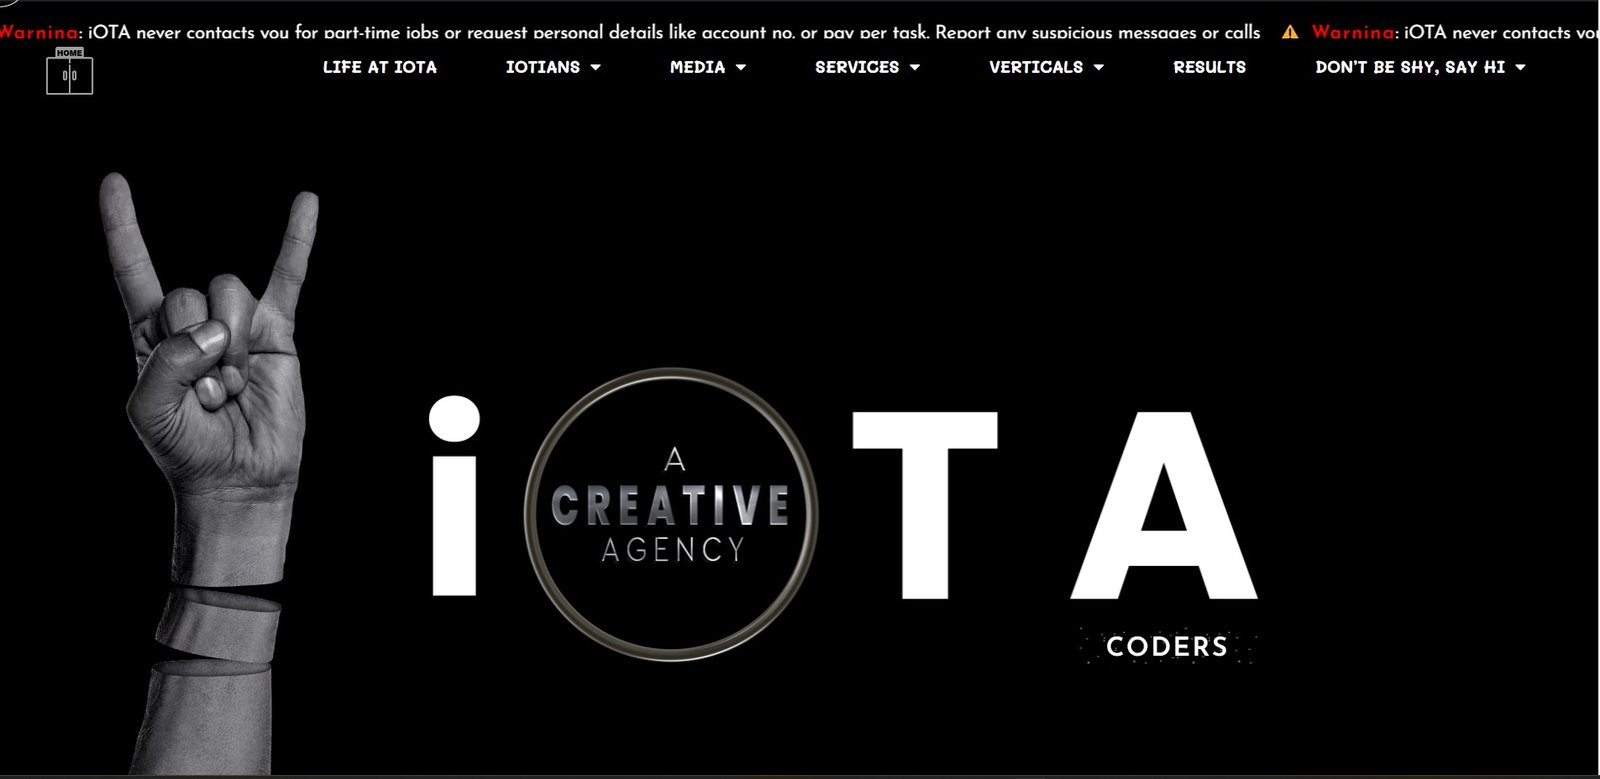 Warning: iOTA never contacts you for part-time jobs or request personal details like account no. or pay per task. Report any suspicious messages or calls ⚠ Warning: iOTA never contacts you
HOME
LIFE AT IOTA IOTIANS MEDIA SERVICES VERTICALS RESULTS DON'T BE SHY, SAY HI
iOTA
A
CREATIVE
AGENCY
CODERS